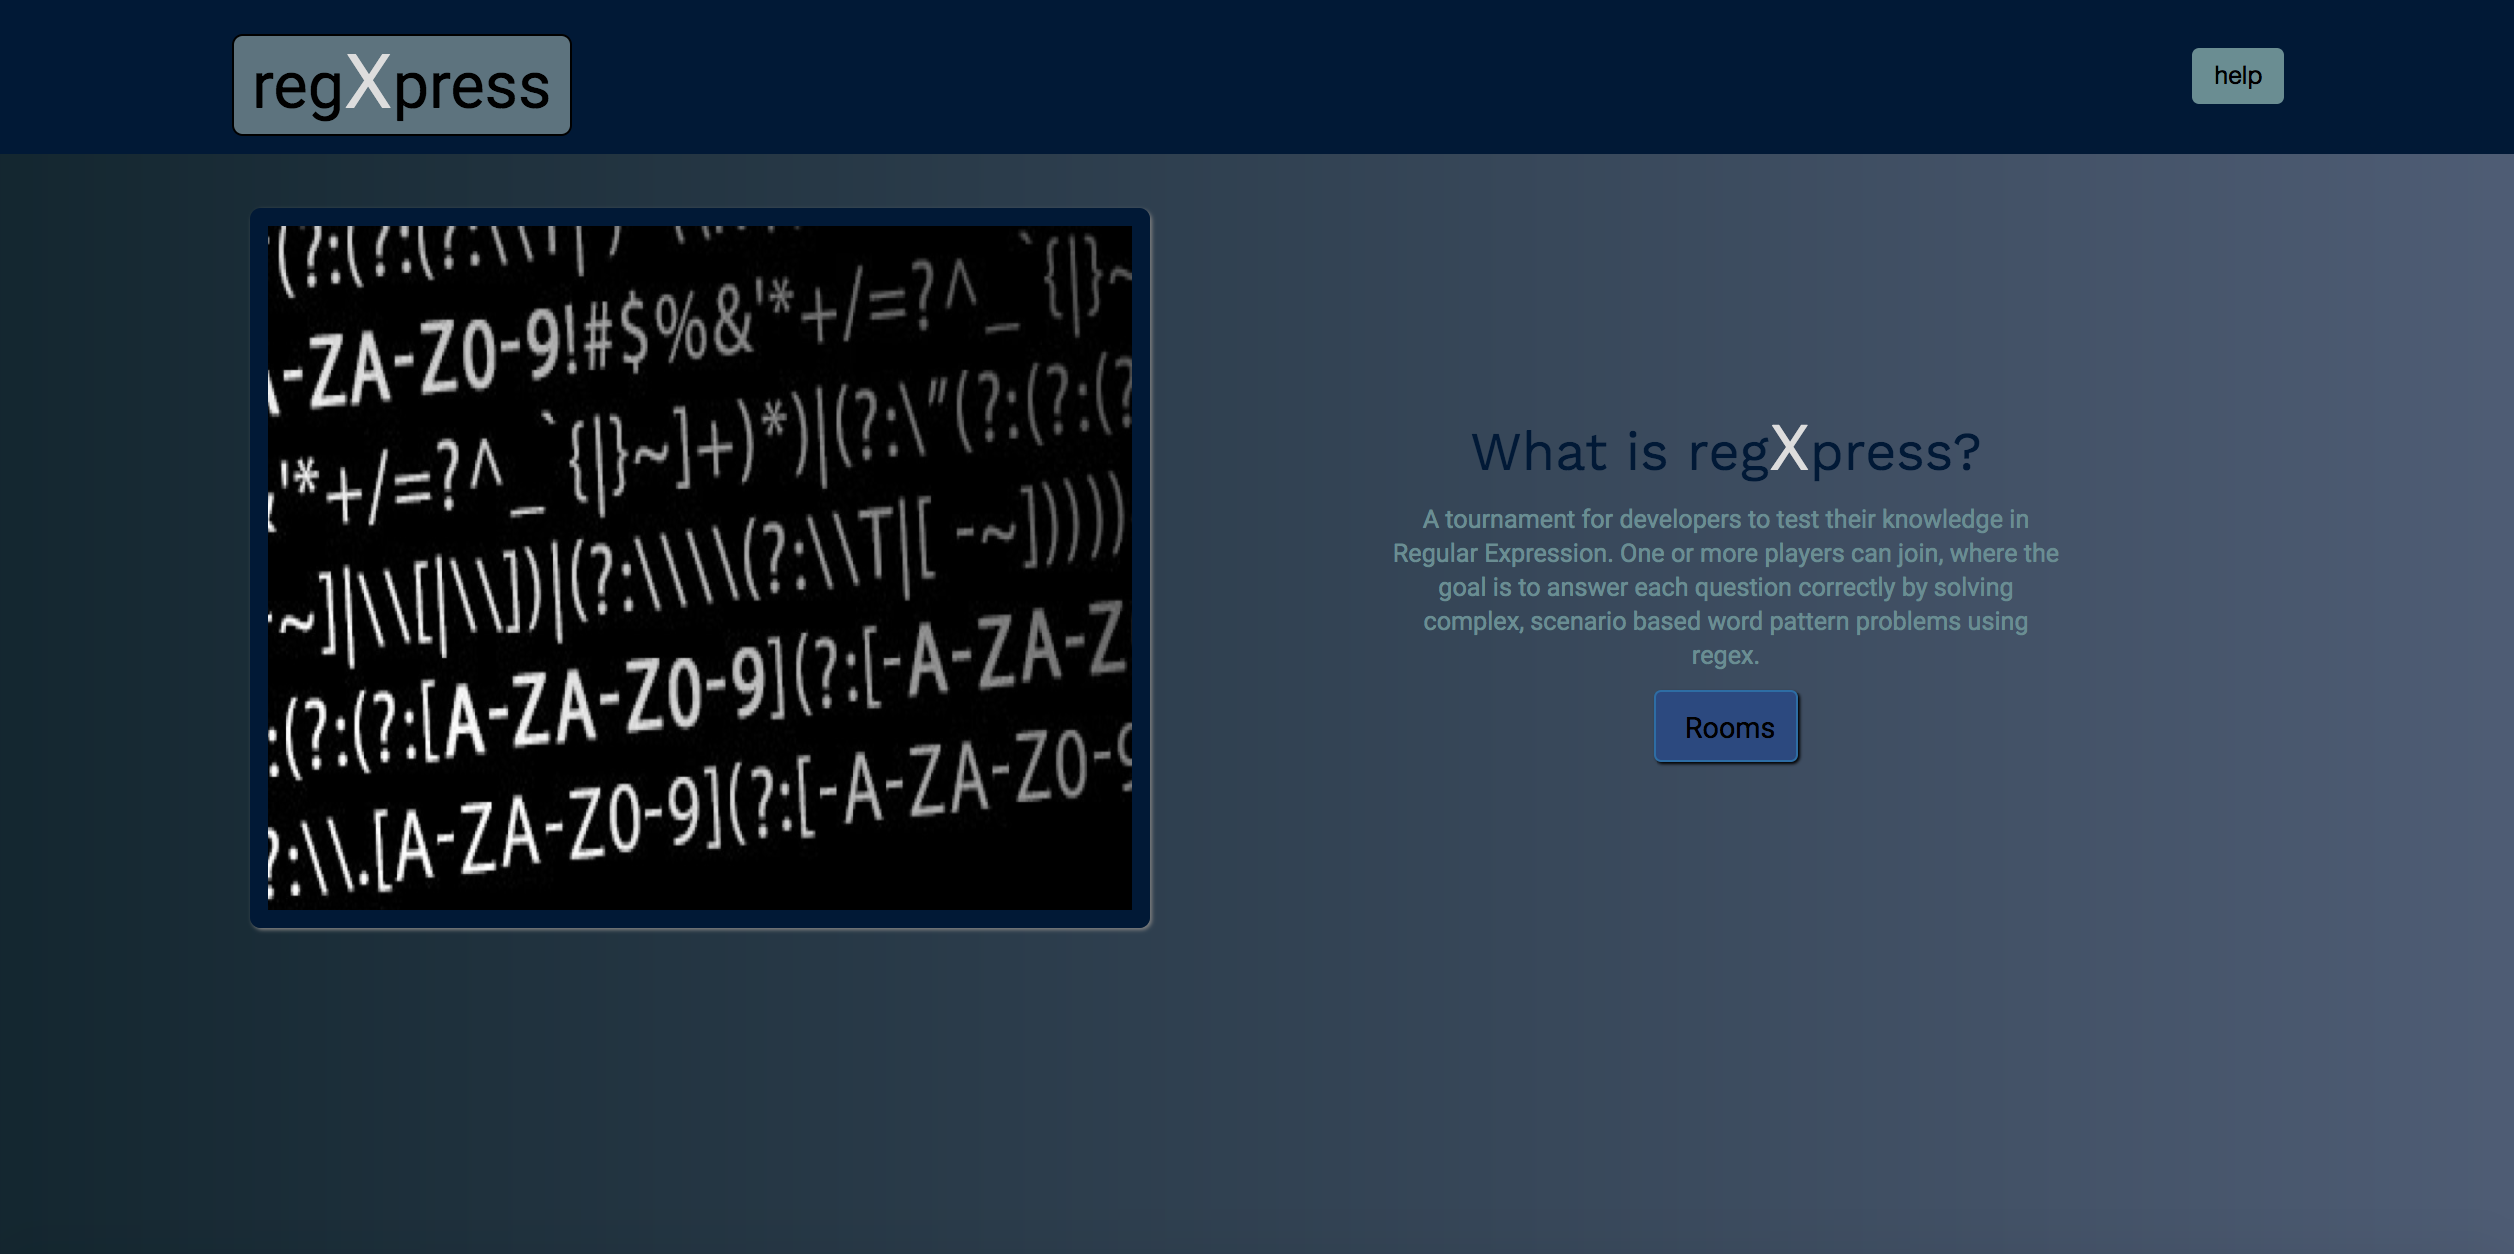 regXpress
help
(?:(?:(?:\\T|
-ZA-Z0-9!#$%&'*+/=?^_`{|}~
'*+/=?^_`{|}~]+)*)|(?:\"(?:(?:(?
~]|\\[|\\])|(?:\\\\(?:\\T|[ -~]))))
:(?:(?:[A-ZA-Z0-9](?:[-A-ZA-Z
?:\\.[A-ZA-Z0-9](?:[-A-ZA-Z0-9
What is regXpress?
A tournament for developers to test their knowledge in
Regular Expression. One or more players can join, where the
goal is to answer each question correctly by solving
complex, scenario based word pattern problems using
regex.
Rooms